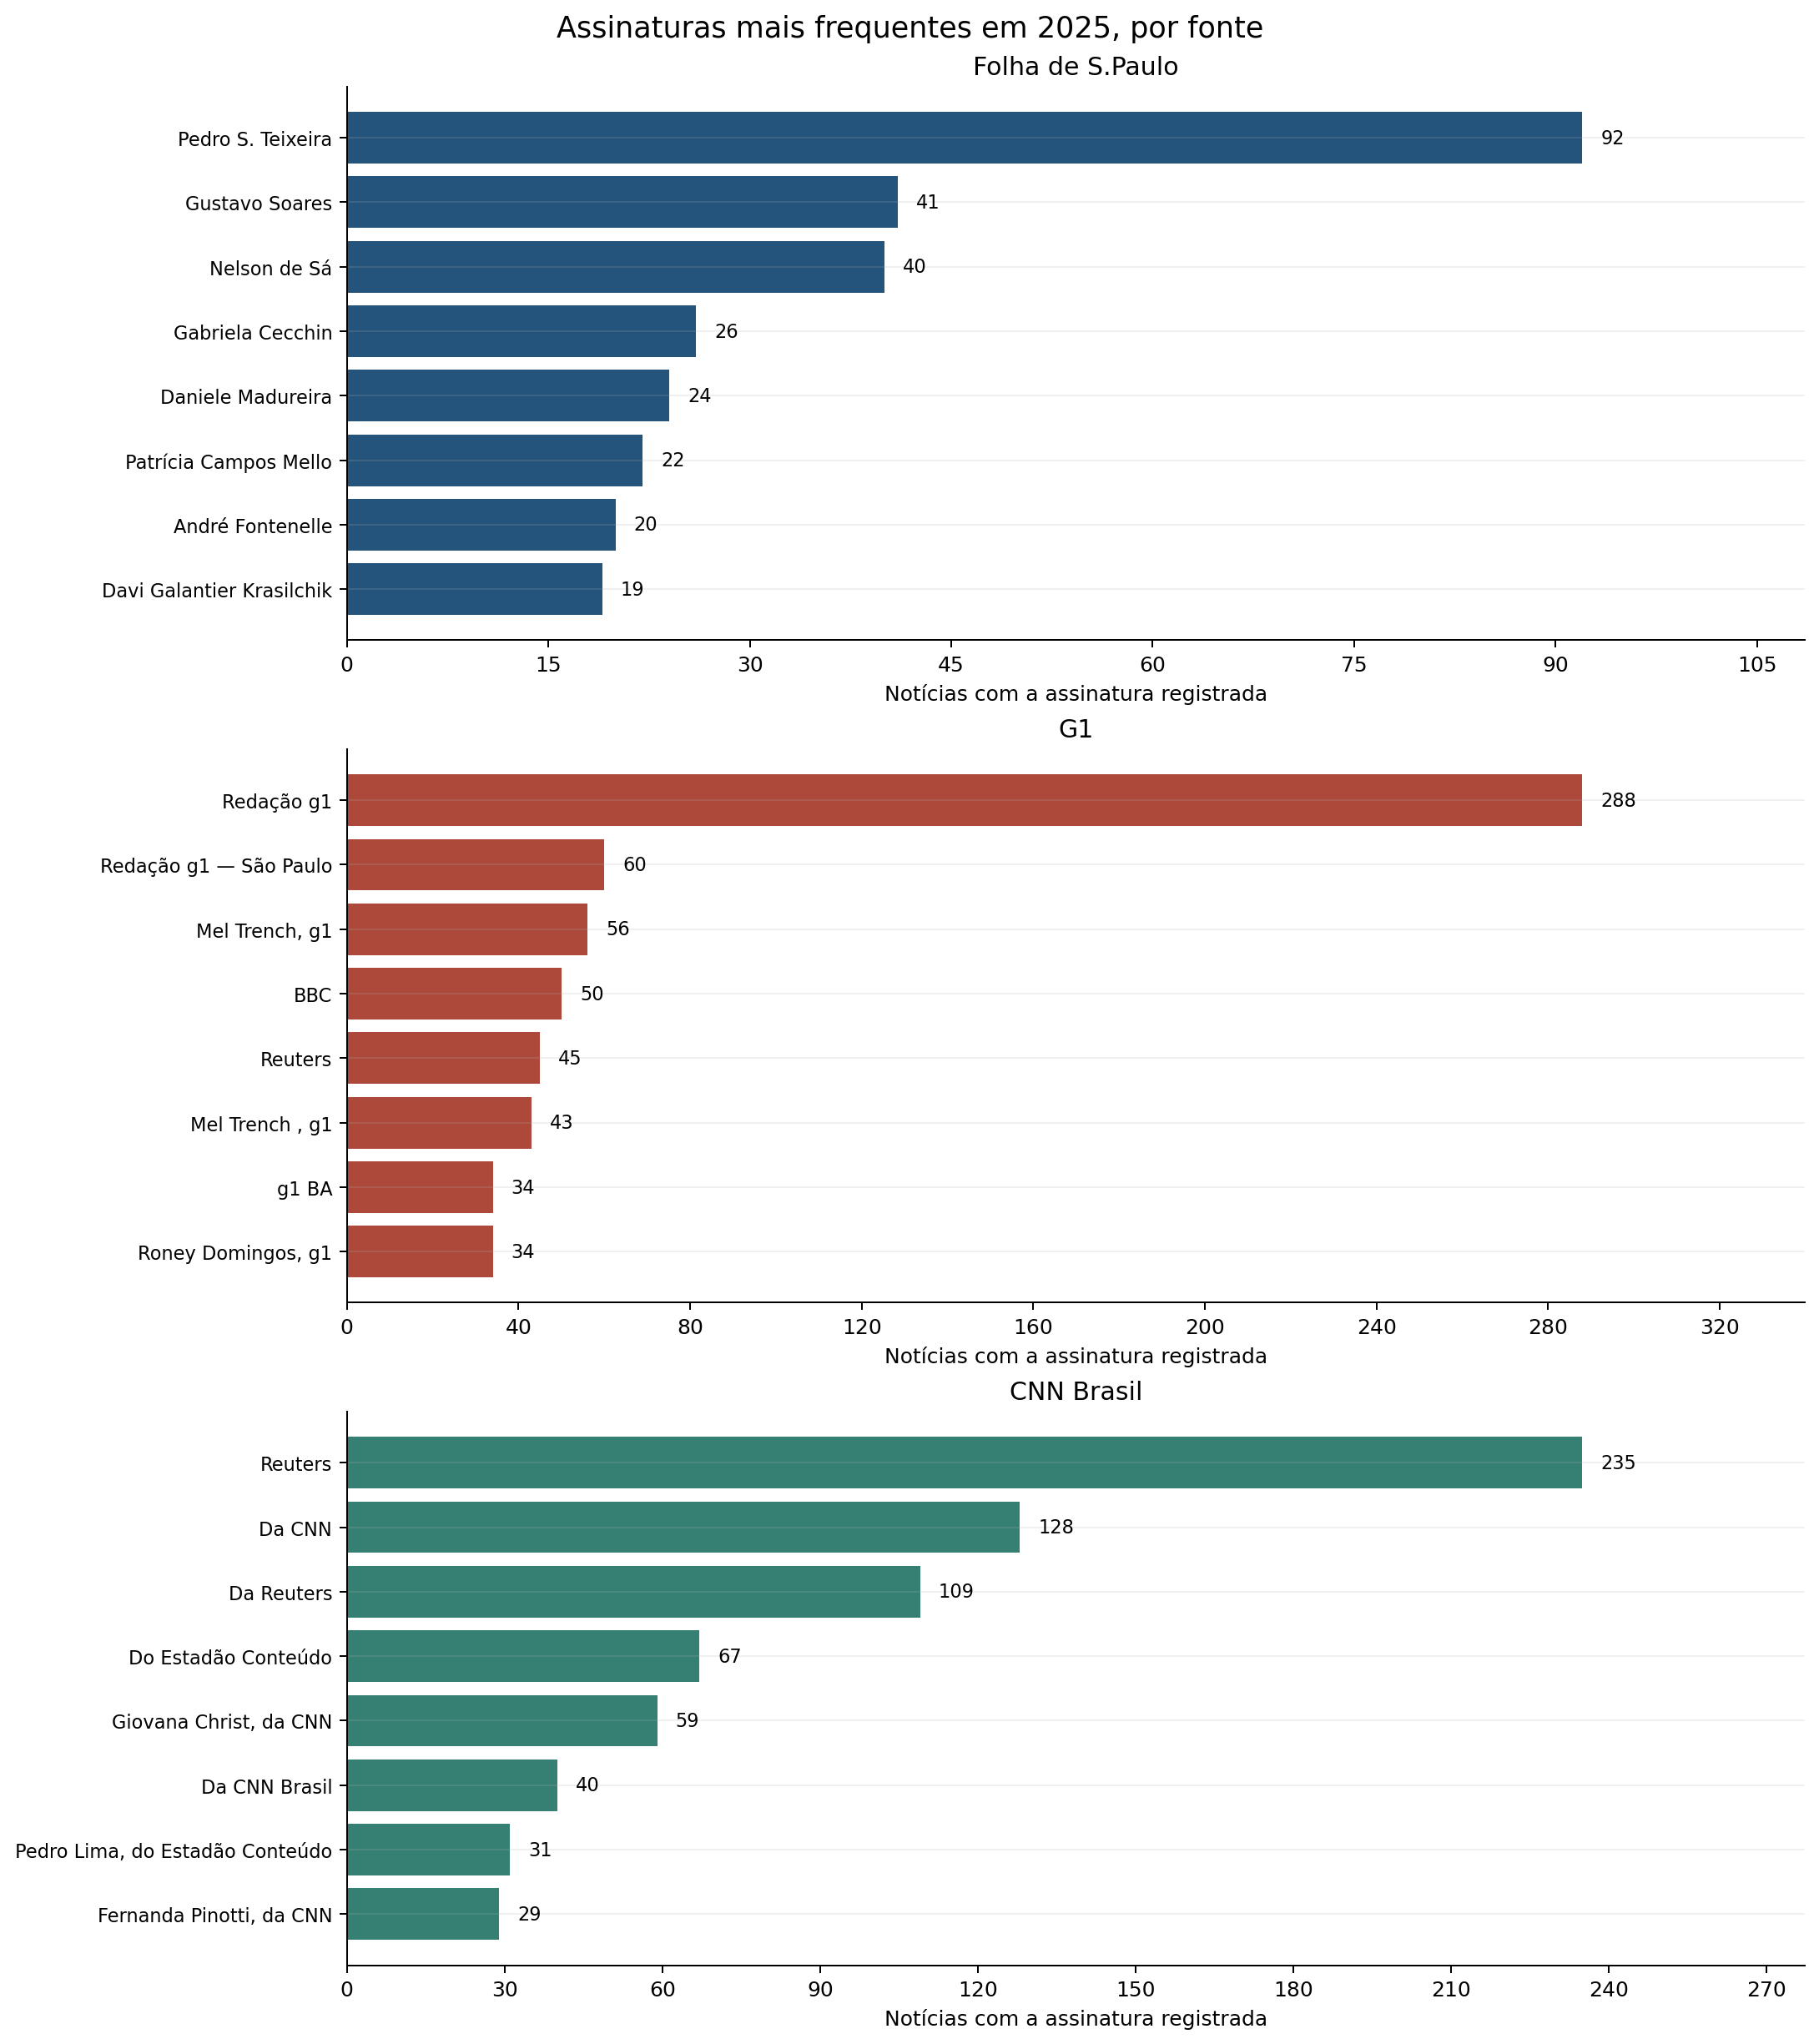 Assinaturas mais frequentes em 2025, por fonte
Folha de S.Paulo
Pedro S. Teixeira 92
Gustavo Soares 41
Nelson de Sá 40
Gabriela Cecchin 26
Daniele Madureira 24
Patrícia Campos Mello 22
André Fontenelle 20
Davi Galantier Krasilchik 19
0 15 30 45 60 75 90 105
Notícias com a assinatura registrada
G1
Redação g1 288
Redação g1 — São Paulo 60
Mel Trench, g1 56
BBC 50
Reuters 45
Mel Trench , g1 43
g1 BA 34
Roney Domingos, g1 34
0 40 80 120 160 200 240 280 320
Notícias com a assinatura registrada
CNN Brasil
Reuters 235
Da CNN 128
Da Reuters 109
Do Estadão Conteúdo 67
Giovana Christ, da CNN 59
Da CNN Brasil 40
Pedro Lima, do Estadão Conteúdo 31
Fernanda Pinotti, da CNN 29
0 30 60 90 120 150 180 210 240 270
Notícias com a assinatura registrada